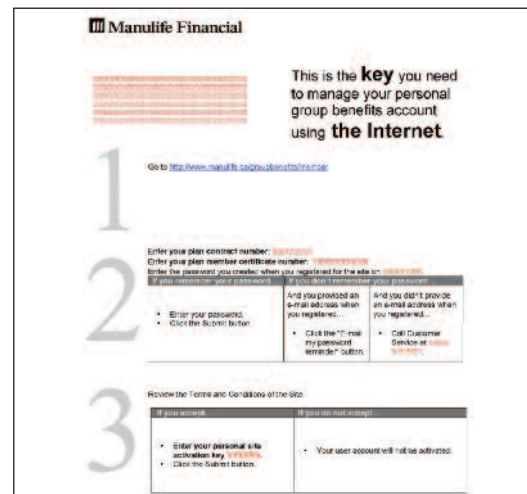 Manulife Financial
This is the key you need
to manage your personal
group benefits account
using the Internet.
1
Go to http://www.manulife.ca/groupbenefits/member
2
Enter your plan contract number:
Enter your plan member certificate number:
Enter the password you created when you registered for the site on
If you remember your password...
• Enter your password.
• Click the Submit button
If you didn't remember your password...
And you provided an
e-mail address when
you registered...
• Click the "E-mail
my password
reminder" button.
And you didn't provide
an e-mail address when
you registered...
• Call Customer
Service at
3
Review the Terms and Conditions of the Site.
If you accept...
• Enter your personal site
activation key
• Click the Submit button.
If you do not accept...
• Your user account will not be activated.